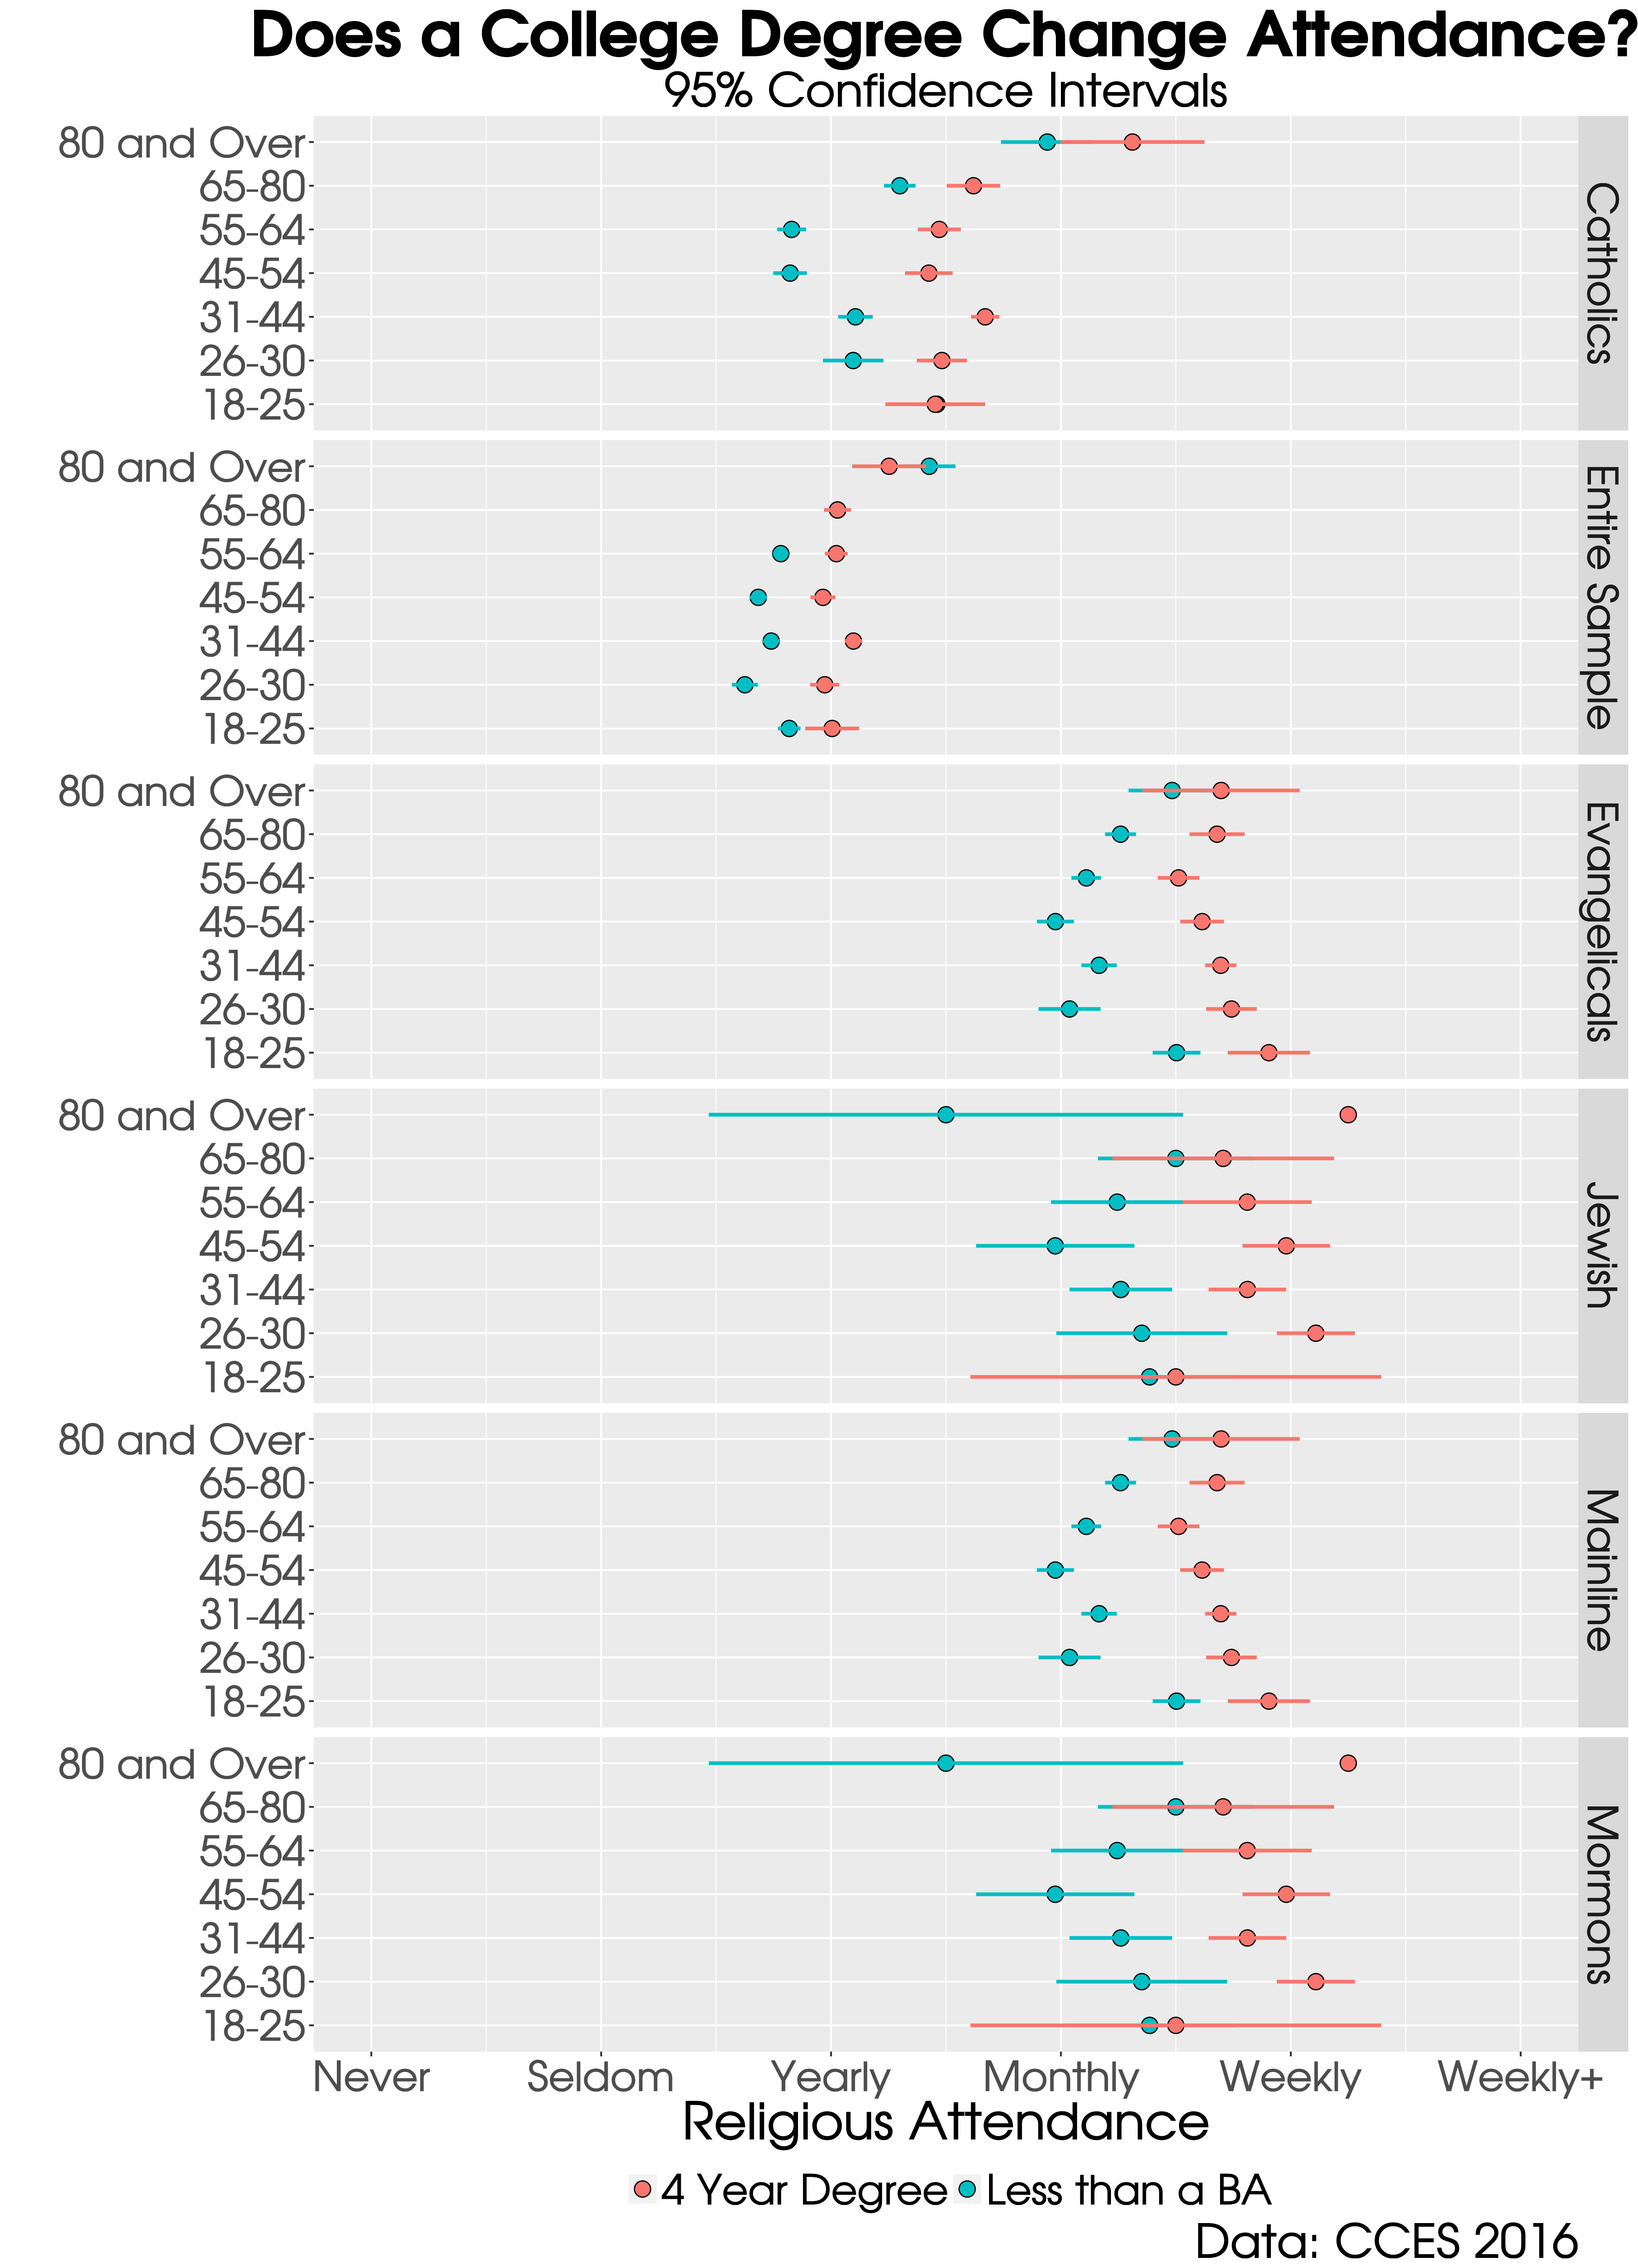 Does a College Degree Change Attendance?
95% Confidence Intervals
80 and Over
65-80
55-64
45-54
31-44
26-30
18-25
Catholics
80 and Over
65-80
55-64
45-54
31-44
26-30
18-25
Entire Sample
80 and Over
65-80
55-64
45-54
31-44
26-30
18-25
Evangelicals
80 and Over
65-80
55-64
45-54
31-44
26-30
18-25
Jewish
80 and Over
65-80
55-64
45-54
31-44
26-30
18-25
Mainline
80 and Over
65-80
55-64
45-54
31-44
26-30
18-25
Mormons
Never Seldom Yearly Monthly Weekly Weekly+
Religious Attendance
4 Year Degree Less than a BA
Data: CCES 2016